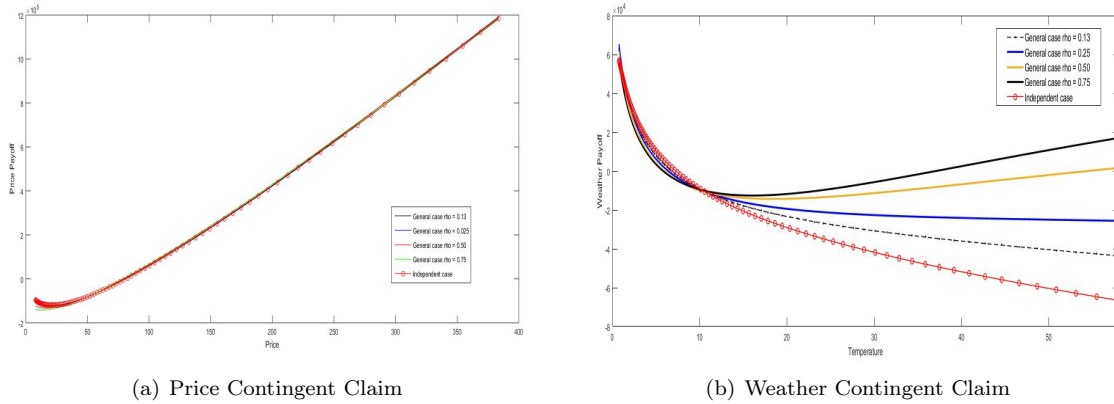 × 10⁵
12
10
8
6
4
2
0
-2
Price Payoff
0 50 100 150 200 250 300 350 400
Price
General case rho = 0.13
General case rho = 0.025
General case rho = 0.50
General case rho = 0.75
Independent case
(a) Price Contingent Claim
× 10⁴
8
6
4
2
0
-2
-4
-6
-8
Weather Payoff
0 10 20 30 40 50
Temperature
General case rho = 0.13
General case rho = 0.25
General case rho = 0.50
General case rho = 0.75
Independent case
(b) Weather Contingent Claim